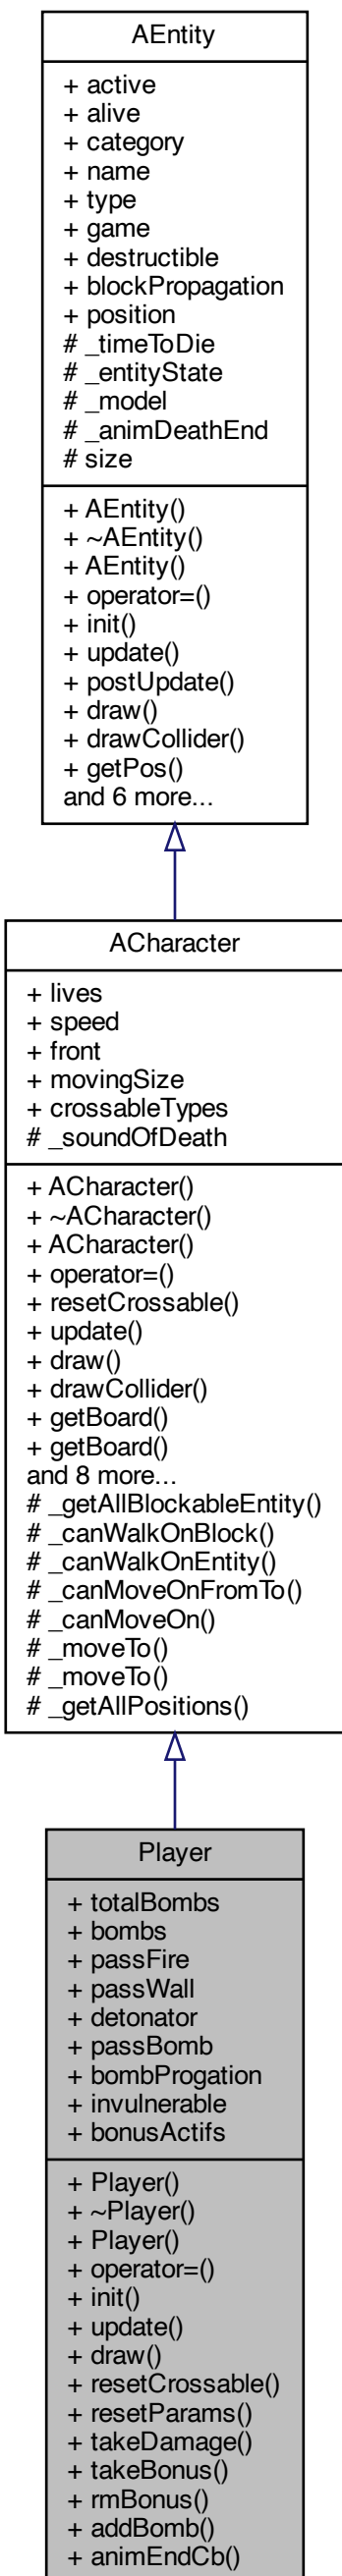 AEntity
+ active
+ alive
+ category
+ name
+ type
+ game
+ destructible
+ blockPropagation
+ position
# _timeToDie
# _entityState
# _model
# _animDeathEnd
# size
+ AEntity()
+ ~AEntity()
+ AEntity()
+ operator=()
+ init()
+ update()
+ postUpdate()
+ draw()
+ drawCollider()
+ getPos()
and 6 more...
ACharacter
+ lives
+ speed
+ front
+ movingSize
+ crossableTypes
# _soundOfDeath
+ ACharacter()
+ ~ACharacter()
+ ACharacter()
+ operator=()
+ resetCrossable()
+ update()
+ draw()
+ drawCollider()
+ getBoard()
+ getBoard()
and 8 more...
# _getAllBlockableEntity()
# _canWalkOnBlock()
# _canWalkOnEntity()
# _canMoveOnFromTo()
# _canMoveOn()
# _moveTo()
# _moveTo()
# _getAllPositions()
Player
+ totalBombs
+ bombs
+ passFire
+ passWall
+ detonator
+ passBomb
+ bombProgation
+ invulnerable
+ bonusActifs
+ Player()
+ ~Player()
+ Player()
+ operator=()
+ init()
+ update()
+ draw()
+ resetCrossable()
+ resetParams()
+ takeDamage()
+ takeBonus()
+ rmBonus()
+ addBomb()
+ animEndCb()